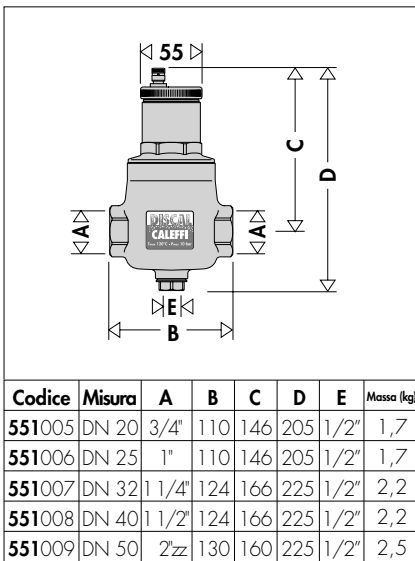 55
C
D
A
A
DISCAL
CALEFFI
E
B
Codice Misura A B C D E Massa (kg)
551005 DN 20 3/4" 110 146 205 1/2" 1,7
551006 DN 25 1" 110 146 205 1/2" 1,7
551007 DN 32 1 1/4" 124 166 225 1/2" 2,2
551008 DN 40 1 1/2" 124 166 225 1/2" 2,2
551009 DN 50 2"zz 130 160 225 1/2" 2,5